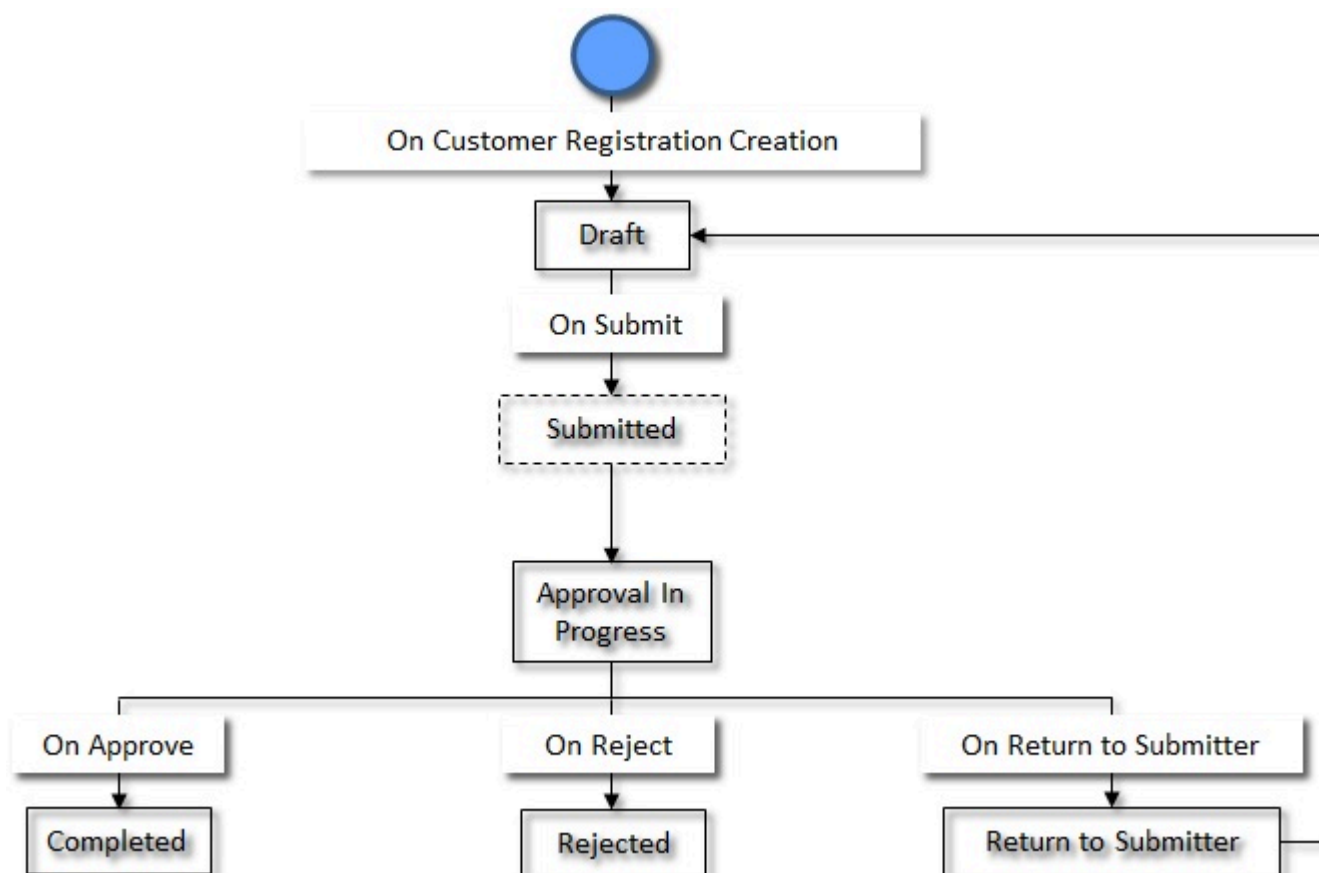 On Customer Registration Creation
Draft
On Submit
Submitted
Approval In
Progress
On Approve
On Reject
On Return to Submitter
Completed
Rejected
Return to Submitter